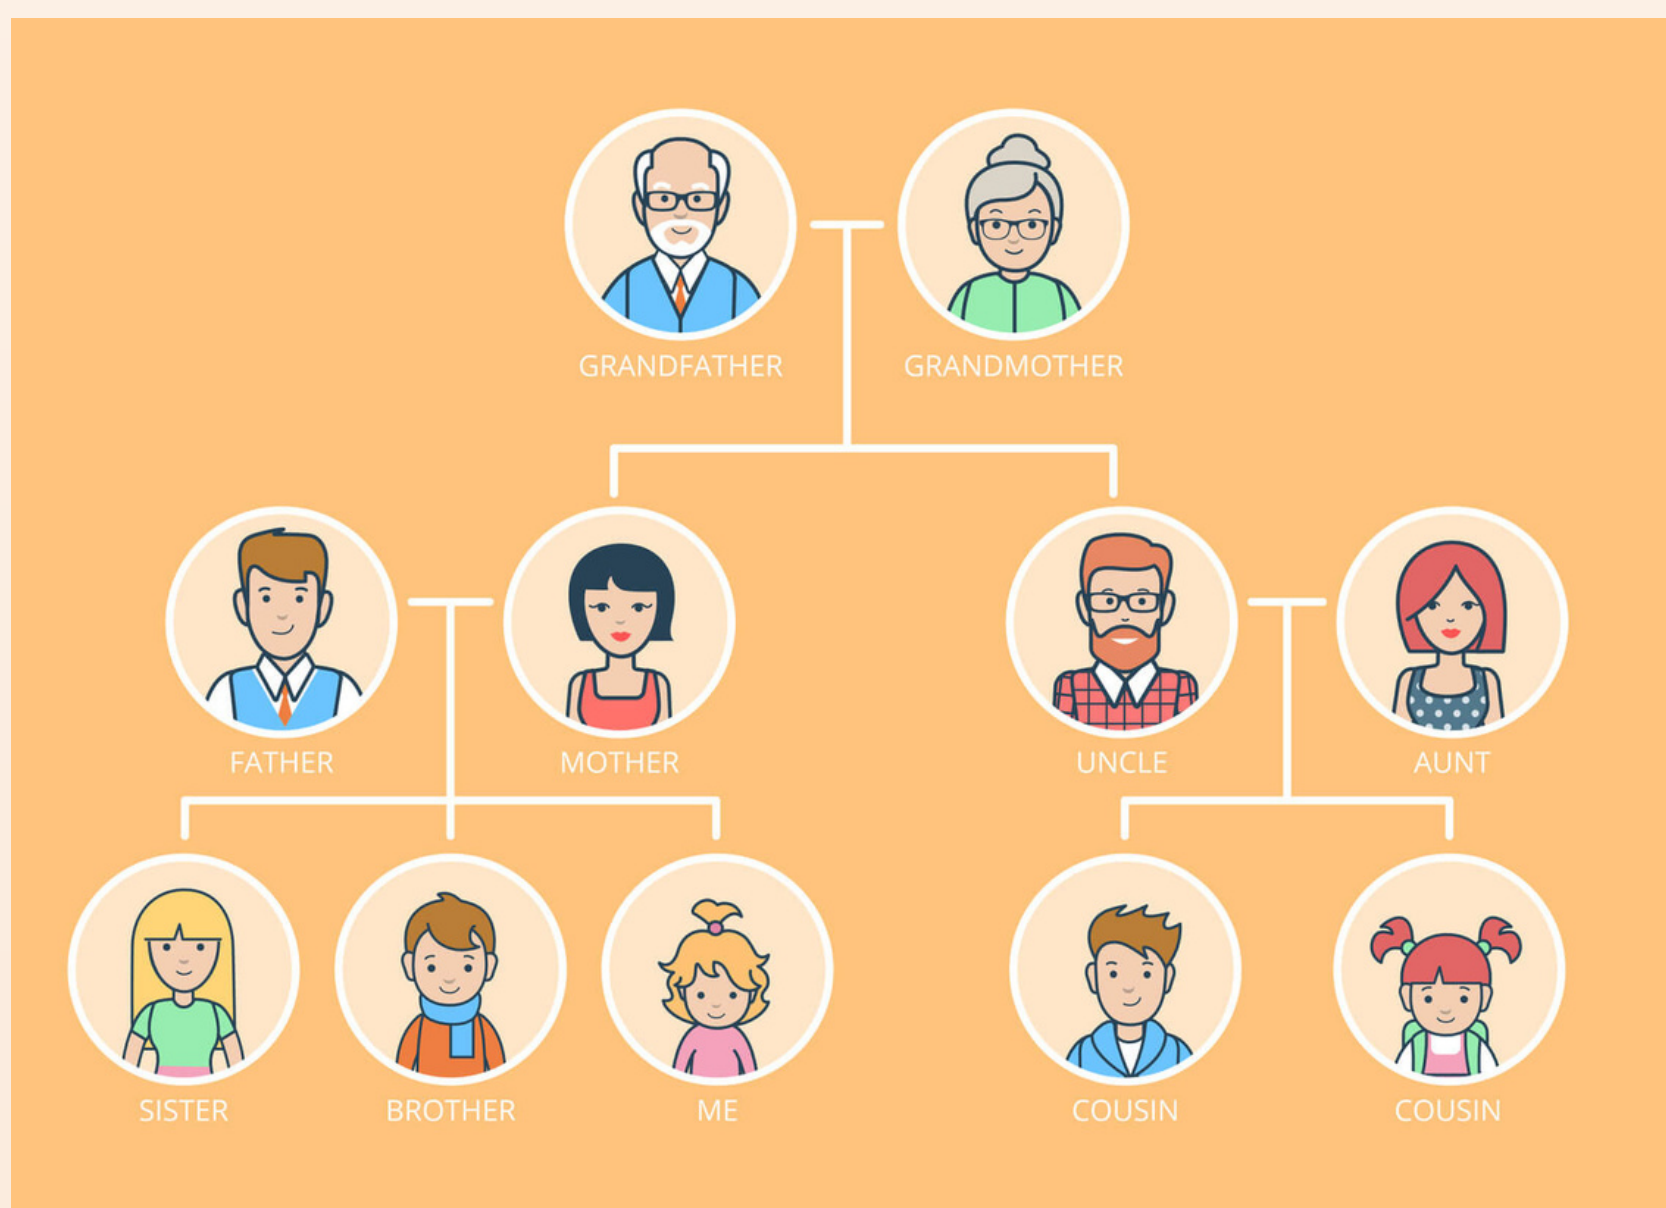 GRANDFATHER
GRANDMOTHER
FATHER
MOTHER
UNCLE
AUNT
SISTER
BROTHER
ME
COUSIN
COUSIN